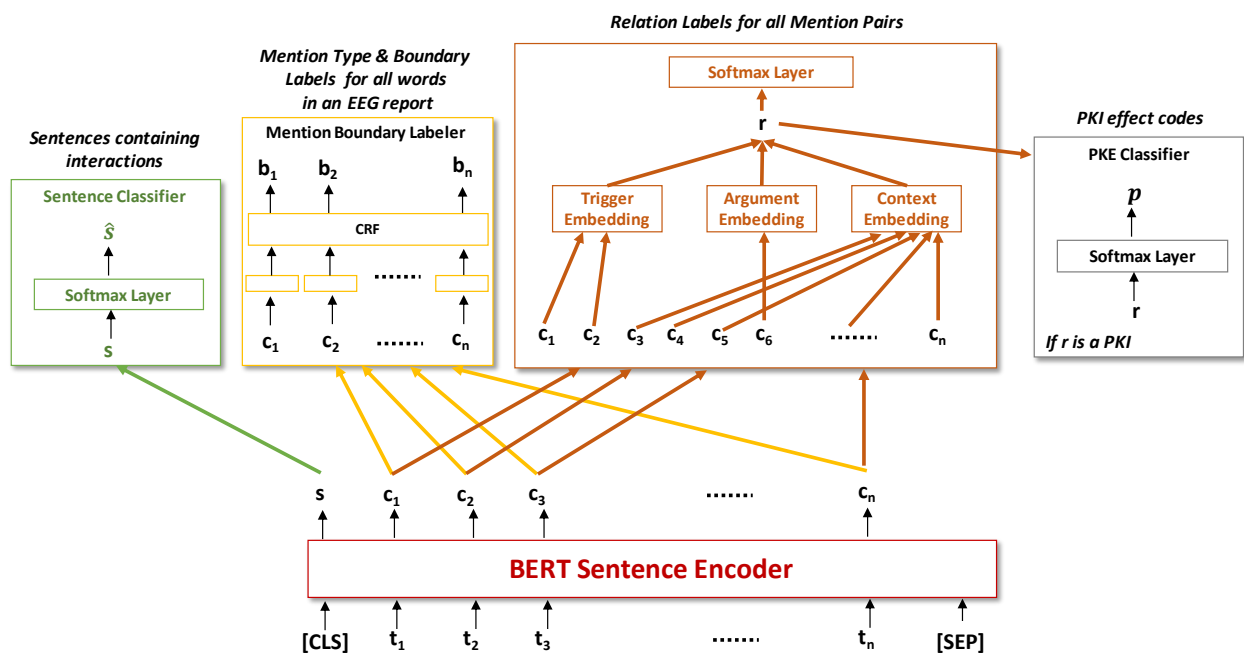 Relation Labels for all Mention Pairs
Softmax Layer
r
Trigger
Embedding
Argument
Embedding
Context
Embedding
c1 c2 c3 c4 c5 c6 ........ cn
Mention Type & Boundary
Labels for all words
in an EEG report
Mention Boundary Labeler
b1 b2 bn
CRF
........
c1 c2 ........ cn
Sentences containing
interactions
Sentence Classifier
ŝ
Softmax Layer
s
PKI effect codes
PKE Classifier
p
Softmax Layer
r
If r is a PKI
s c1 c2 c3 ........ cn
BERT Sentence Encoder
[CLS] t1 t2 t3 ........ tn [SEP]